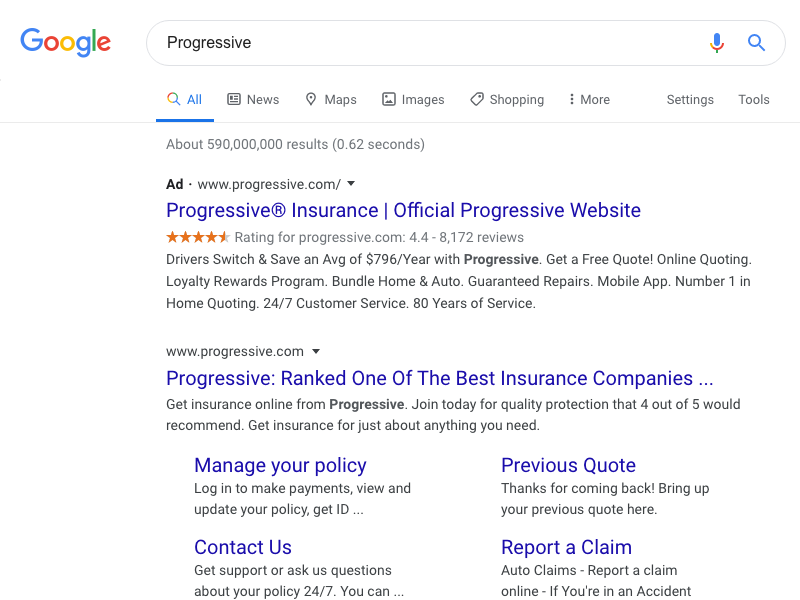 Google
Progressive
All News Maps Images Shopping More Settings Tools
About 590,000,000 results (0.62 seconds)
Ad · www.progressive.com/
Progressive® Insurance | Official Progressive Website
Rating for progressive.com: 4.4 - 8,172 reviews
Drivers Switch & Save an Avg of $796/Year with Progressive. Get a Free Quote! Online Quoting.
Loyalty Rewards Program. Bundle Home & Auto. Guaranteed Repairs. Mobile App. Number 1 in
Home Quoting. 24/7 Customer Service. 80 Years of Service.
www.progressive.com
Progressive: Ranked One Of The Best Insurance Companies ...
Get insurance online from Progressive. Join today for quality protection that 4 out of 5 would
recommend. Get insurance for just about anything you need.
Manage your policy
Log in to make payments, view and
update your policy, get ID ...
Previous Quote
Thanks for coming back! Bring up
your previous quote here.
Contact Us
Get support or ask us questions
about your policy 24/7. You can ...
Report a Claim
Auto Claims - Report a claim
online - If You're in an Accident